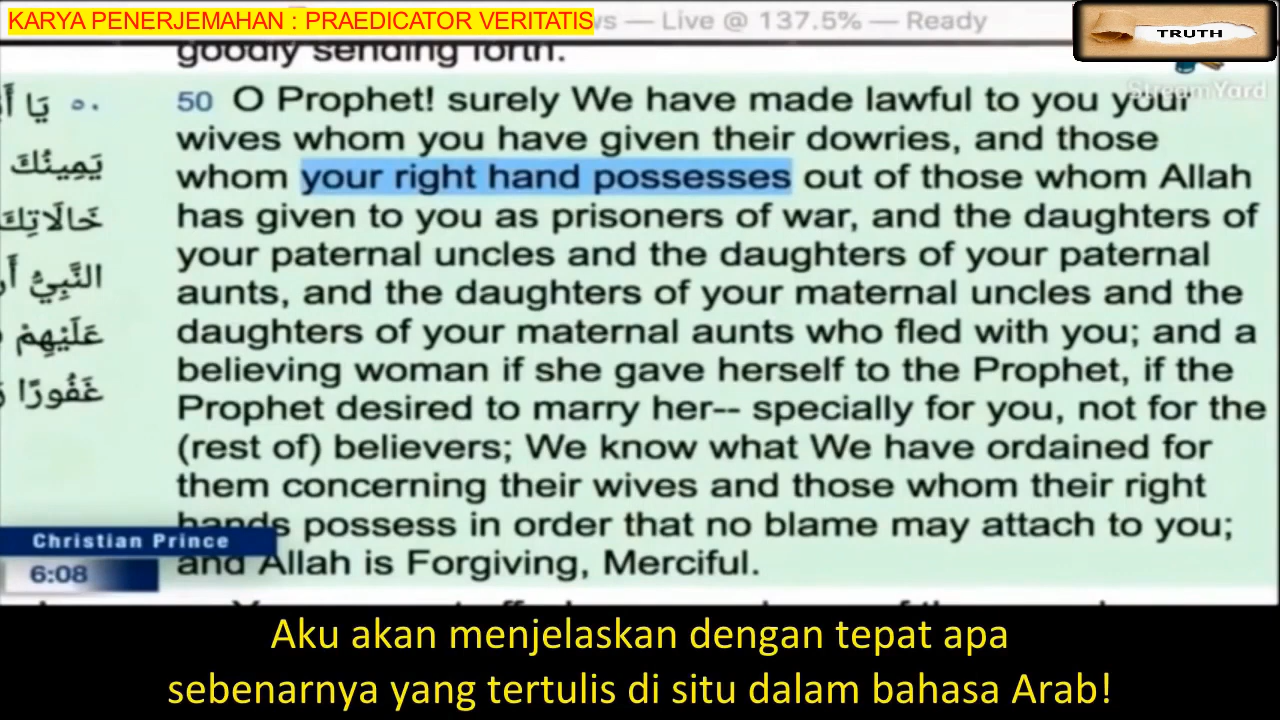 KARYA PENERJEMAHAN : PRAEDICATOR VERITATIS
— Live @ 137.5% — Ready
TRUTH
goodly sending forth.
StreamYard
50 O Prophet! surely We have made lawful to you your
wives whom you have given their dowries, and those
whom your right hand possesses out of those whom Allah
has given to you as prisoners of war, and the daughters of
your paternal uncles and the daughters of your paternal
aunts, and the daughters of your maternal uncles and the
daughters of your maternal aunts who fled with you; and a
believing woman if she gave herself to the Prophet, if the
Prophet desired to marry her-- specially for you, not for the
(rest of) believers; We know what We have ordained for
them concerning their wives and those whom their right
hands possess in order that no blame may attach to you;
and Allah is Forgiving, Merciful.
٥٠ يَا
يَمِينُكَ
خَالَاتِكَ
النَّبِيُّ
عَلَيْهِمْ
غَفُورًا
Christian Prince
6:08
Aku akan menjelaskan dengan tepat apa
sebenarnya yang tertulis di situ dalam bahasa Arab!